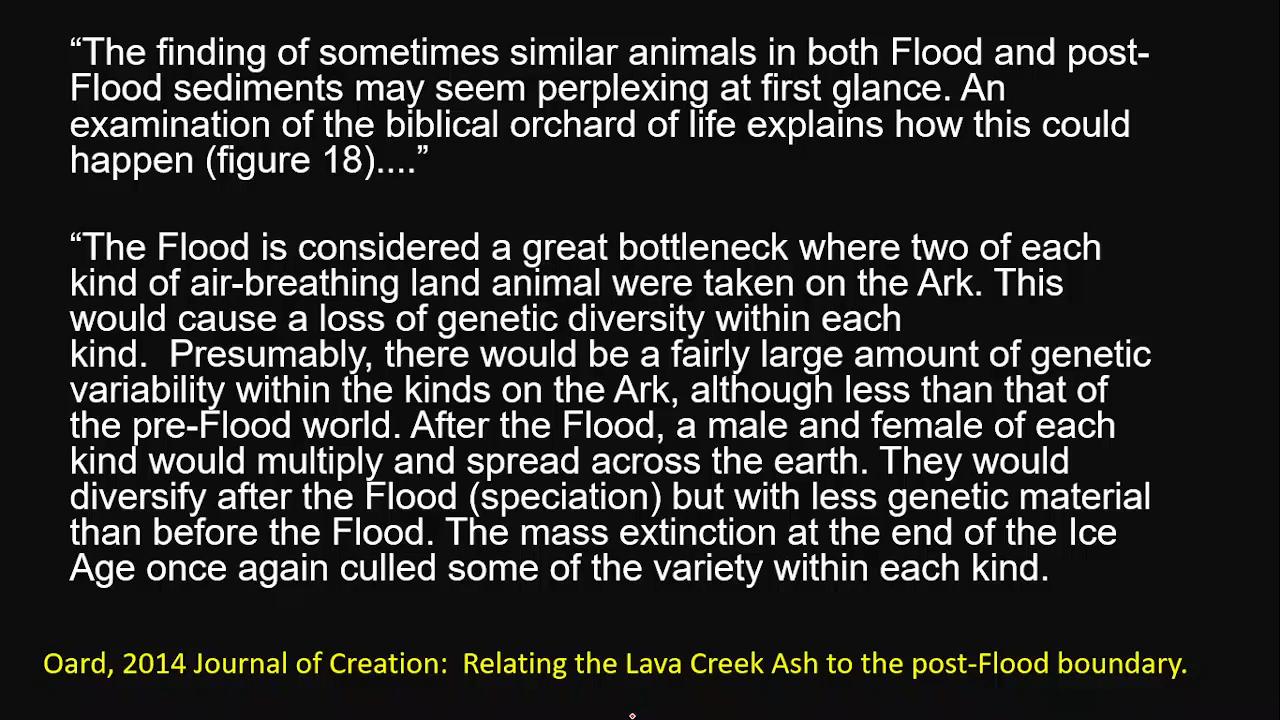 “The finding of sometimes similar animals in both Flood and post-
Flood sediments may seem perplexing at first glance. An
examination of the biblical orchard of life explains how this could
happen (figure 18)....”
“The Flood is considered a great bottleneck where two of each
kind of air-breathing land animal were taken on the Ark. This
would cause a loss of genetic diversity within each
kind.  Presumably, there would be a fairly large amount of genetic
variability within the kinds on the Ark, although less than that of
the pre-Flood world. After the Flood, a male and female of each
kind would multiply and spread across the earth. They would
diversify after the Flood (speciation) but with less genetic material
than before the Flood. The mass extinction at the end of the Ice
Age once again culled some of the variety within each kind.
Oard, 2014 Journal of Creation:  Relating the Lava Creek Ash to the post-Flood boundary.